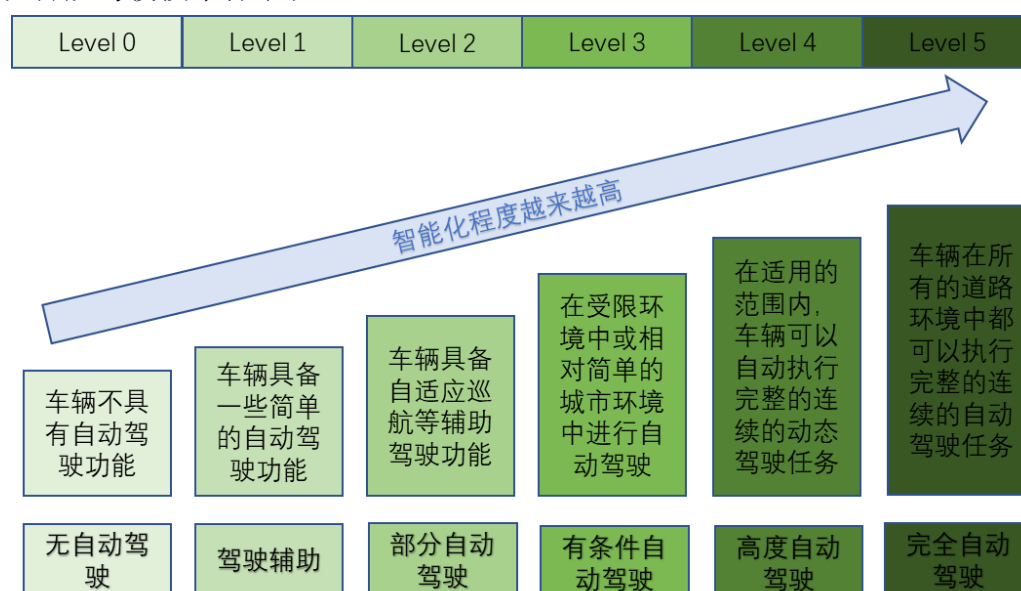 Level 0
Level 1
Level 2
Level 3
Level 4
Level 5
智能化程度越来越高
车辆不具
有自动驾
驶功能
车辆具备
一些简单
的自动驾
驶功能
车辆具备
自适应巡
航等辅助
驾驶功能
在受限环
境中或相
对简单的
城市环境
中进行自
动驾驶
在适用的
范围内,
车辆可以
自动执行
完整的连
续的动态
驾驶任务
车辆在所
有的道路
环境中都
可以执行
完整的连
续的自动
驾驶任务
无自动驾
驶
驾驶辅助
部分自动
驾驶
有条件自
动驾驶
高度自动
驾驶
完全自动
驾驶